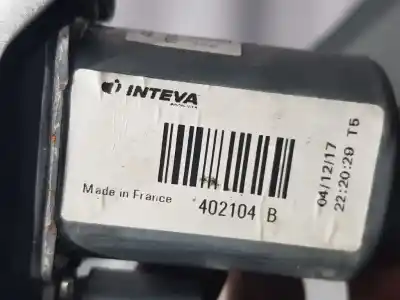 INTEVA
Made in France
402104 B
04/12/17
22:20:29 T5